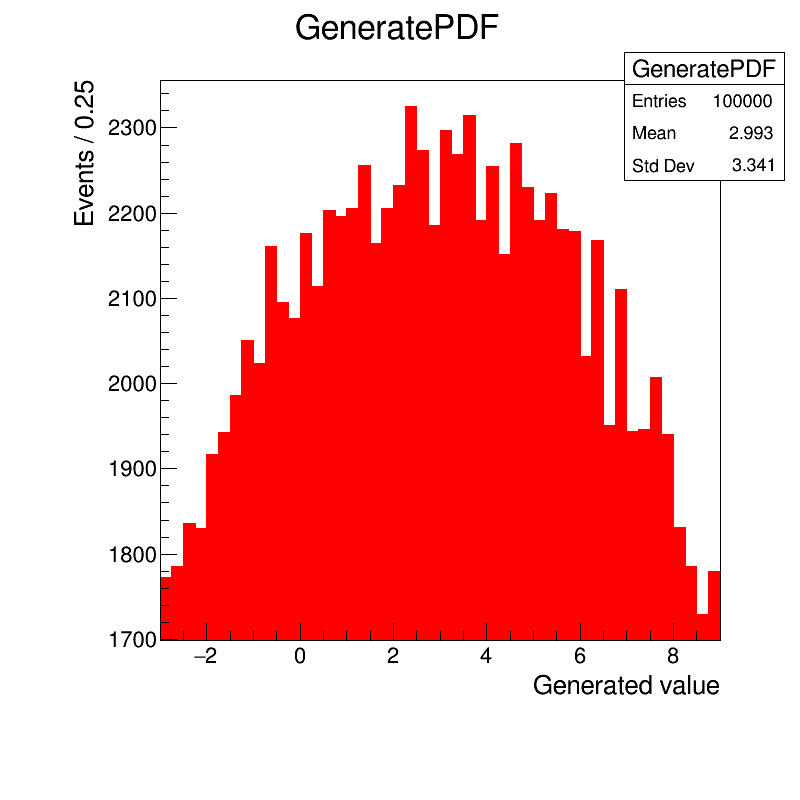 GeneratePDF
GeneratePDF
Entries 100000
Mean 2.993
Std Dev 3.341
Events / 0.25
2300
2200
2100
2000
1900
1800
1700
−2 0 2 4 6 8
Generated value